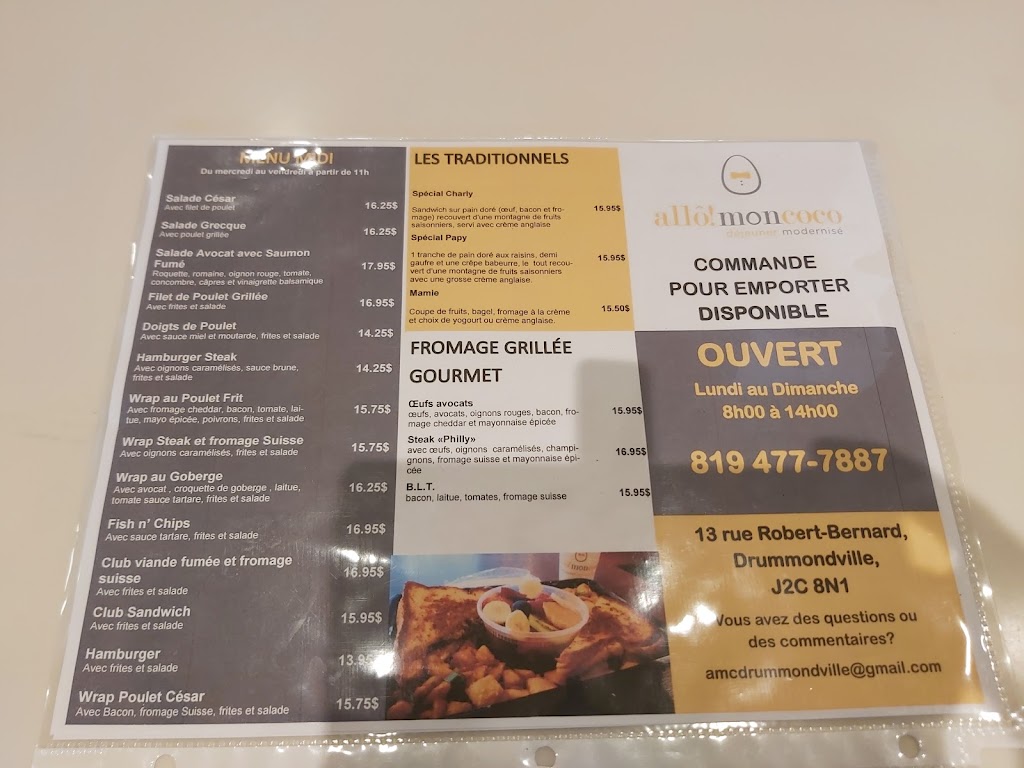 MENU MIDI
Du mercredi au vendredi à partir de 11h
Salade César 16.25$
Avec filet de poulet
Salade Grecque 16.25$
Avec poulet grillée
Salade Avocat avec Saumon
Fumé 17.95$
Roquette, romaine, oignon rouge, tomate,
concombre, câpres et vinaigrette balsamique
Filet de Poulet Grillée 16.95$
Avec frites et salade
Doigts de Poulet 14.25$
Avec sauce miel et moutarde, frites et salade
Hamburger Steak 14.25$
Avec oignons caramélisés, sauce brune,
frites et salade
Wrap au Poulet Frit 15.75$
Avec fromage cheddar, bacon, tomate, lai-
tue, mayo épicée, poivrons, frites et salade
Wrap Steak et fromage Suisse 15.75$
Avec oignons caramélisés, frites et salade
Wrap au Goberge 16.25$
Avec avocat , croquette de goberge , laitue,
tomate sauce tartare, frites et salade
Fish n' Chips 16.95$
Avec sauce tartare, frites et salade
Club viande fumée et fromage
suisse 16.95$
Avec frites et salade
Club Sandwich 15.95$
Avec frites et salade
Hamburger 13.95$
Avec frites et salade
Wrap Poulet César 15.75$
Avec Bacon, fromage Suisse, frites et salade
LES TRADITIONNELS
Spécial Charly
Sandwich sur pain doré (œuf, bacon et fro- 15.95$
mage) recouvert d'une montagne de fruits
saisonniers, servi avec crème anglaise
Spécial Papy
1 tranche de pain doré aux raisins, demi 15.95$
gaufre et une crêpe babeurre, le tout recou-
vert d'une montagne de fruits saisonniers
avec une grosse crème anglaise.
Mamie
Coupe de fruits, bagel, fromage à la crème 15.50$
et choix de yogourt ou crème anglaise.
FROMAGE GRILLÉE
GOURMET
Œufs avocats
œufs, avocats, oignons rouges, bacon, fro- 15.95$
mage cheddar et mayonnaise épicée
Steak «Philly»
avec œufs, oignons caramélisés, champi- 16.95$
gnons, fromage suisse et mayonnaise épi-
cée
B.L.T. 15.95$
bacon, laitue, tomates, fromage suisse
allô! moncoco
déjeuner modernisé
COMMANDE
POUR EMPORTER
DISPONIBLE
OUVERT
Lundi au Dimanche
8h00 à 14h00
819 477-7887
13 rue Robert-Bernard,
Drummondville,
J2C 8N1
Vous avez des questions ou
des commentaires?
amcdrummondville@gmail.com